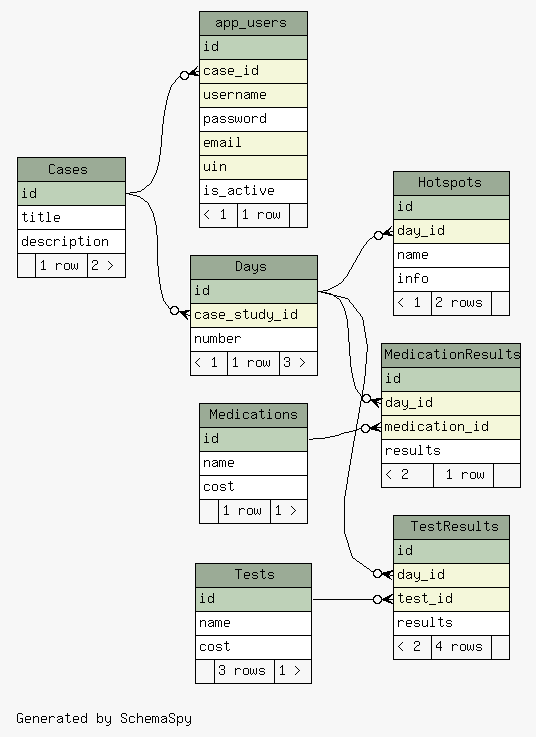 app_users
id
case_id
username
password
email
uin
is_active
< 1 1 row
Cases
id
title
description
1 row 2 >
Days
id
case_study_id
number
< 1 1 row 3 >
Hotspots
id
day_id
name
info
< 1 2 rows
MedicationResults
id
day_id
medication_id
results
< 2 1 row
Medications
id
name
cost
1 row 1 >
TestResults
id
day_id
test_id
results
< 2 4 rows
Tests
id
name
cost
3 rows 1 >
Generated by SchemaSpy